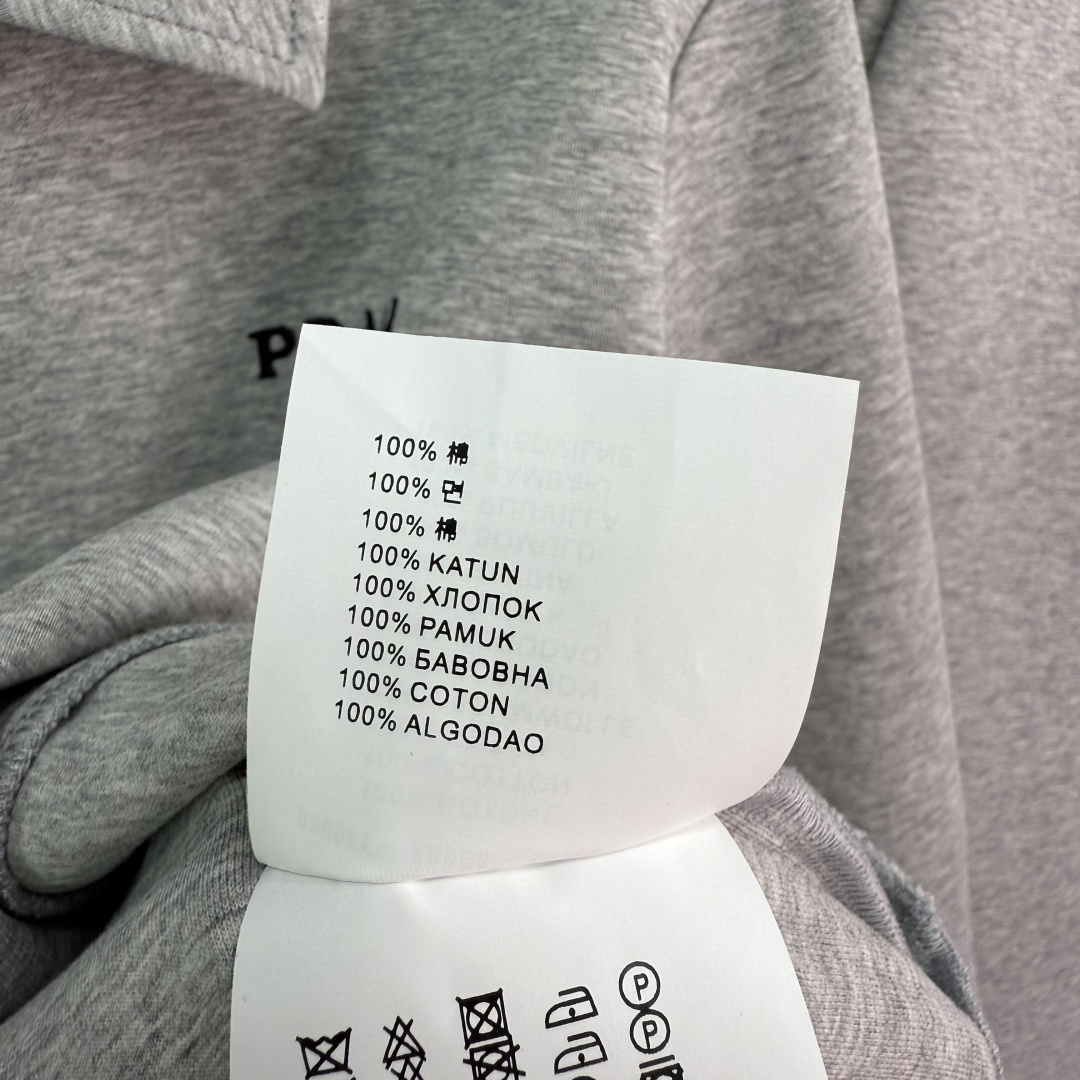 100% 棉
100% 면
100% 棉
100% KATUN
100% ХЛОПОК
100% PAMUK
100% БАВОВНА
100% COTON
100% ALGODAO
P
P